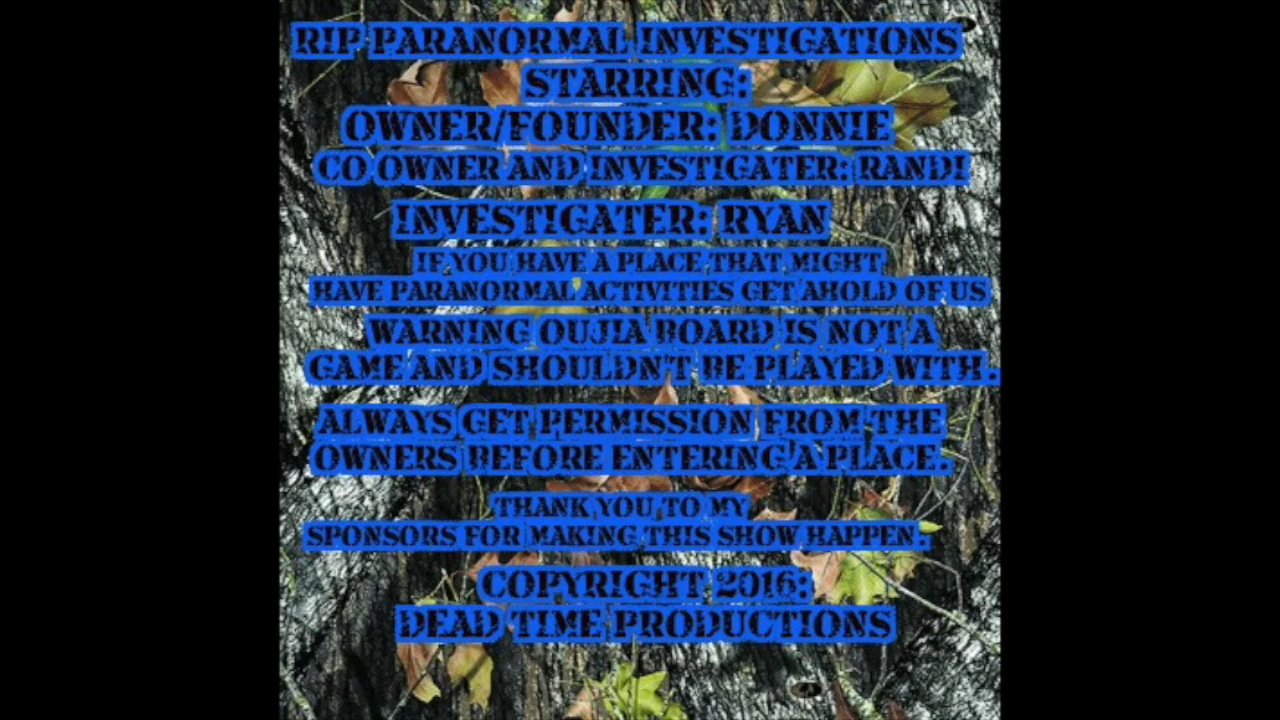 RIP PARANORMAL INVESTIGATIONS
STARRING:
OWNER/FOUNDER: DONNIE
CO OWNER AND INVESTIGATER: RANDI
INVESTIGATER: RYAN
IF YOU HAVE A PLACE THAT MIGHT
HAVE PARANORMAL ACTIVITIES GET AHOLD OF US
WARNING OUJIA BOARD IS NOT A
GAME AND SHOULDN'T BE PLAYED WITH.
ALWAYS GET PERMISSION FROM THE
OWNERS BEFORE ENTERING A PLACE.
THANK YOU TO MY
SPONSORS FOR MAKING THIS SHOW HAPPEN.
COPYRIGHT 2016:
DEAD TIME PRODUCTIONS